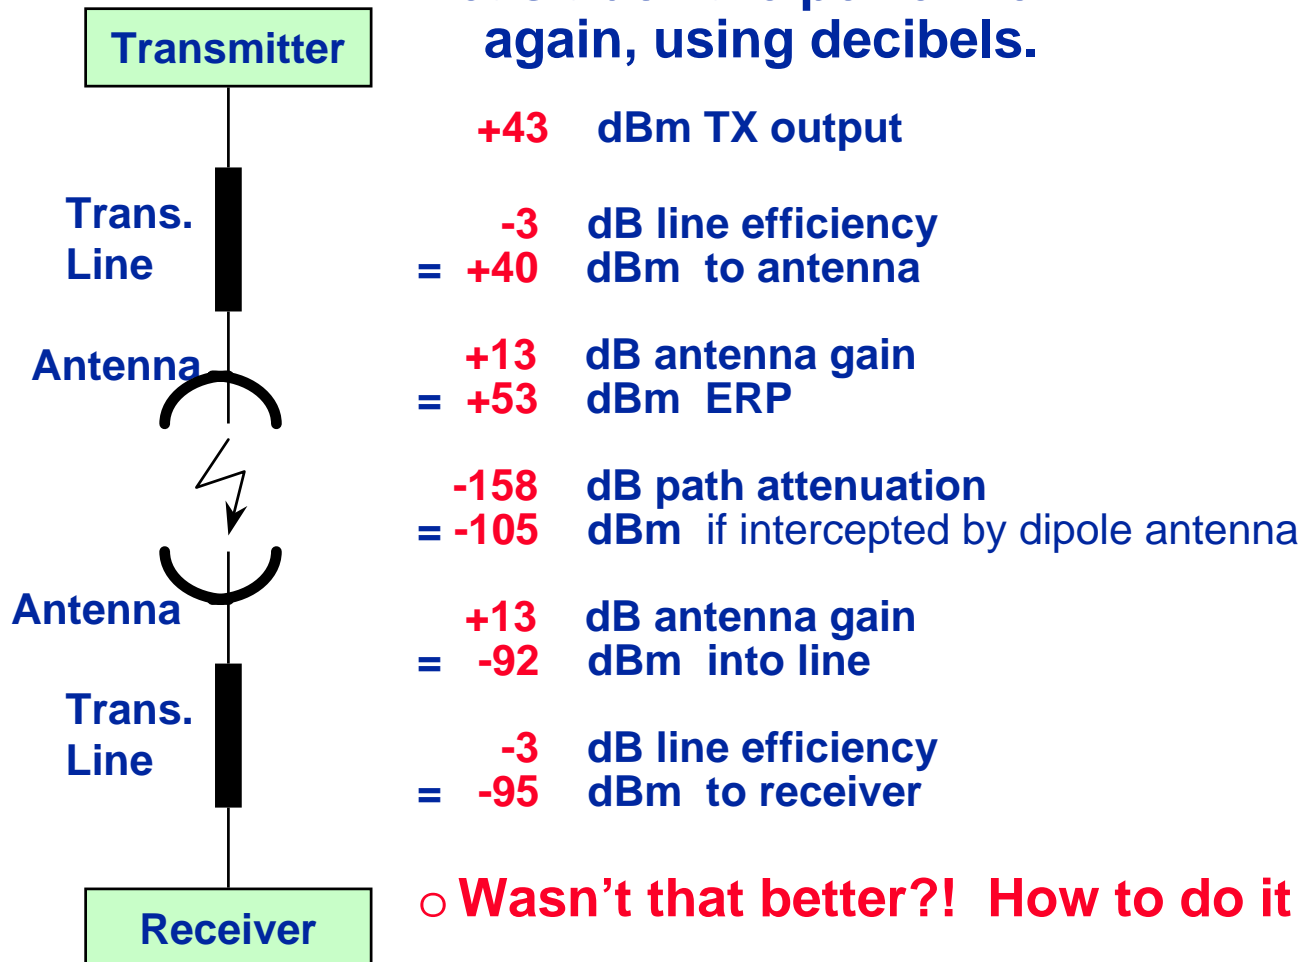 Transmitter
again, using decibels.
+43 dBm TX output
Trans.
Line
-3 dB line efficiency
= +40 dBm to antenna
Antenna
+13 dB antenna gain
= +53 dBm ERP
-158 dB path attenuation
= -105 dBm if intercepted by dipole antenna
Antenna
+13 dB antenna gain
= -92 dBm into line
Trans.
Line
-3 dB line efficiency
= -95 dBm to receiver
○ Wasn't that better?! How to do it
Receiver